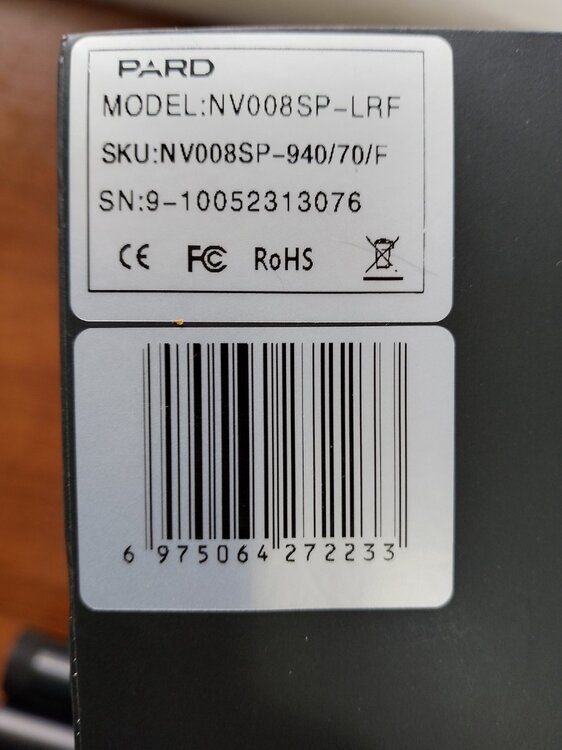 PARD
MODEL:NV008SP-LRF
SKU:NV008SP-940/70/F
SN:9-10052313076
CE FC RoHS
6 975064 272233